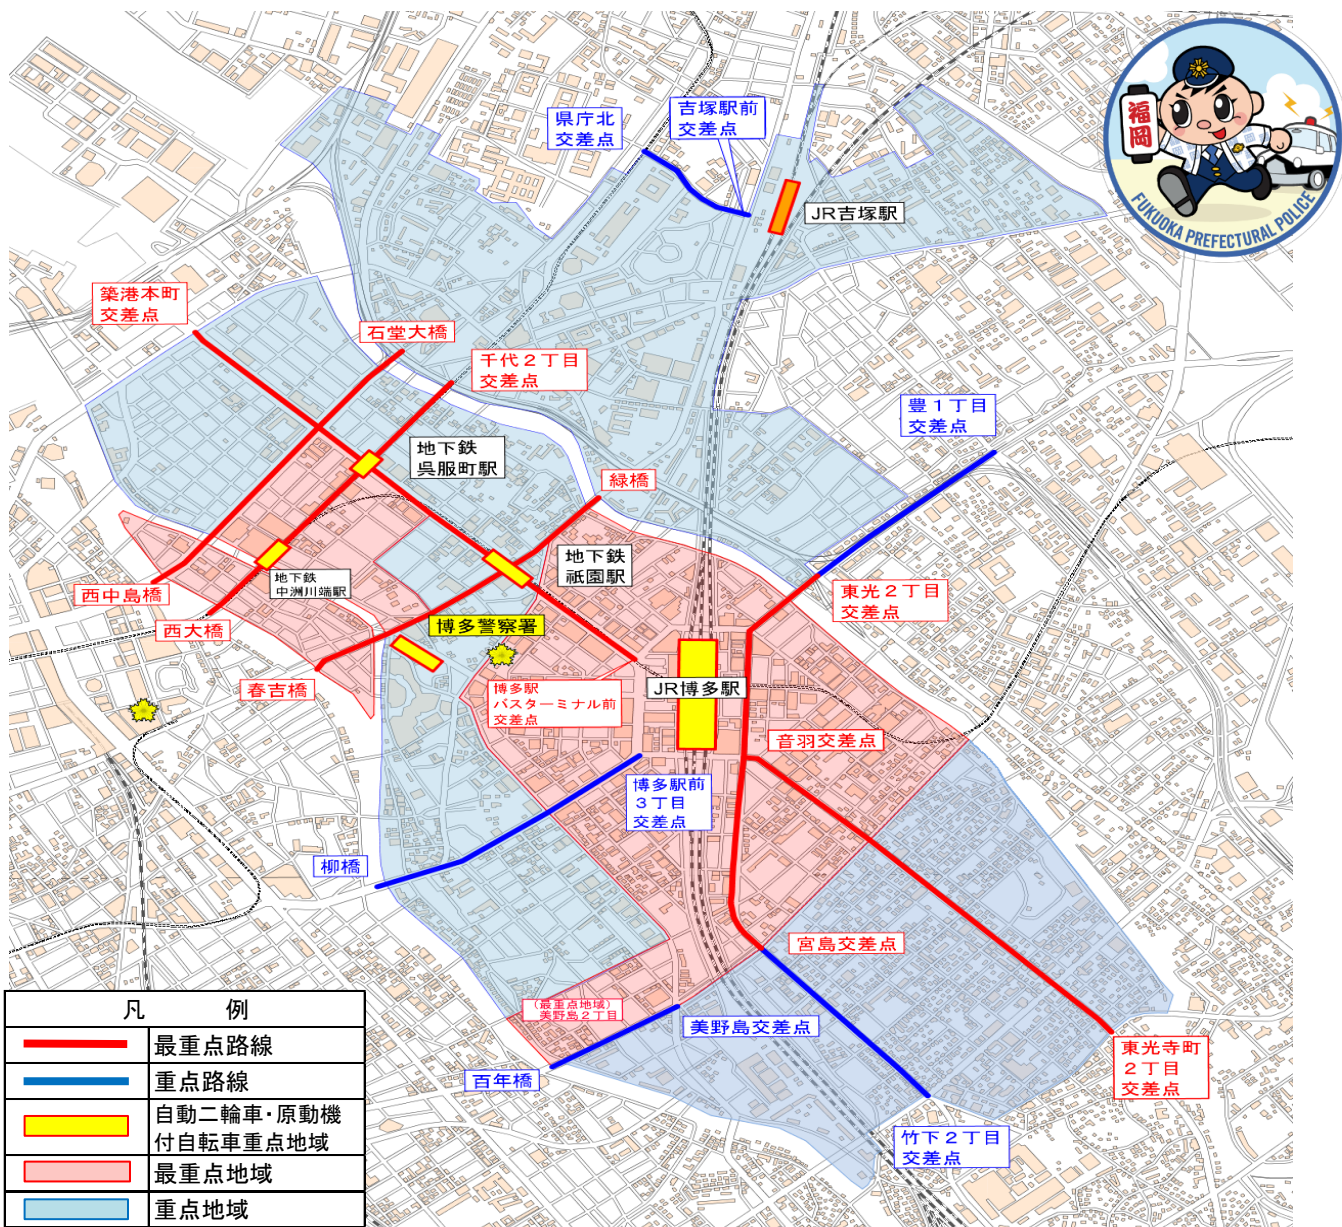 県庁北
交差点
吉塚駅前
交差点
福岡
FUKUOKA PREFECTURAL POLICE
JR吉塚駅
築港本町
交差点
石堂大橋
千代２丁目
交差点
豊１丁目
交差点
地下鉄
呉服町駅
緑橋
地下鉄
祇園駅
地下鉄
中洲川端駅
西中島橋
東光２丁目
交差点
西大橋
博多警察署
春吉橋
博多駅
バスターミナル前
交差点
JR博多駅
音羽交差点
博多駅前
３丁目
交差点
柳橋
宮島交差点
（最重点地域）
美野島２丁目
美野島交差点
百年橋
東光寺町
２丁目
交差点
竹下２丁目
交差点
凡例
最重点路線
重点路線
自動二輪車・原動機
付自転車重点地域
最重点地域
重点地域